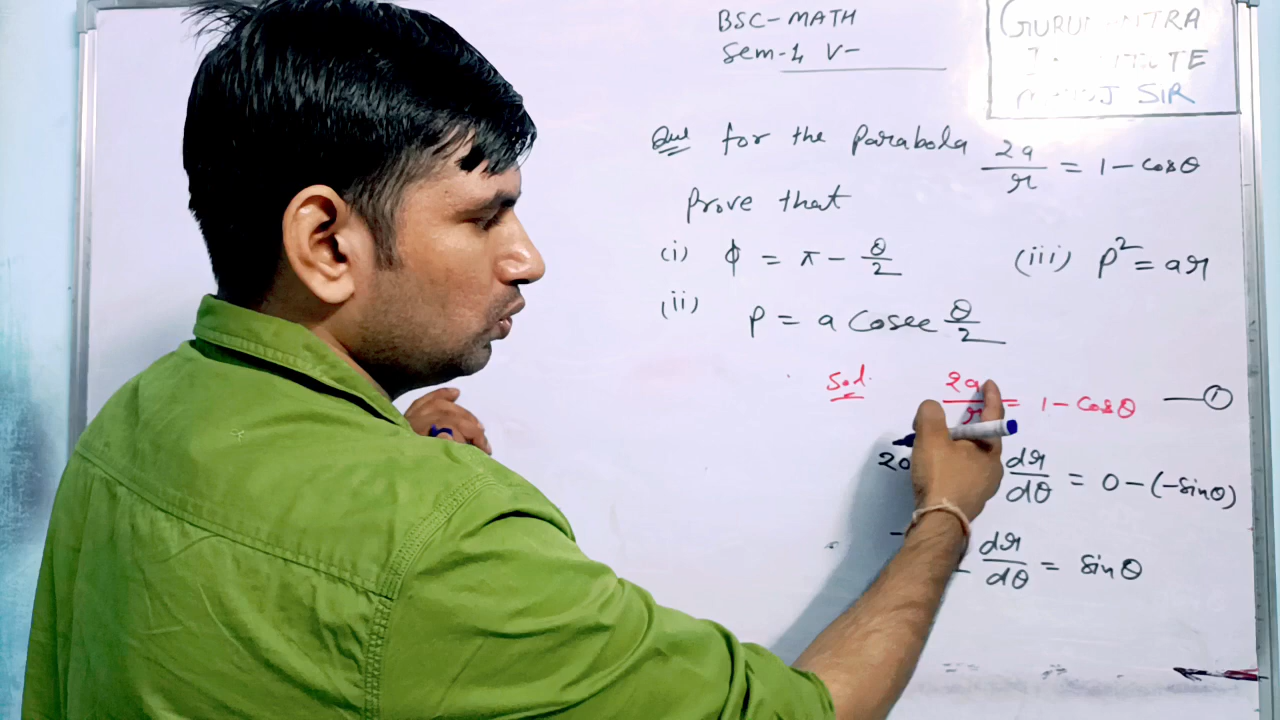 BSC-MATH
Sem-1 V-
SIR
Que for the Parabola 2a/r = 1 - cosθ
Prove that
(i) ϕ = π - θ/2 (iii) P² = ar
(ii) P = a Cosec θ/2
Sol. 2a/r = 1 - Cosθ — ①
dr/dθ = 0 - (-sinθ)
dr/dθ = sinθ